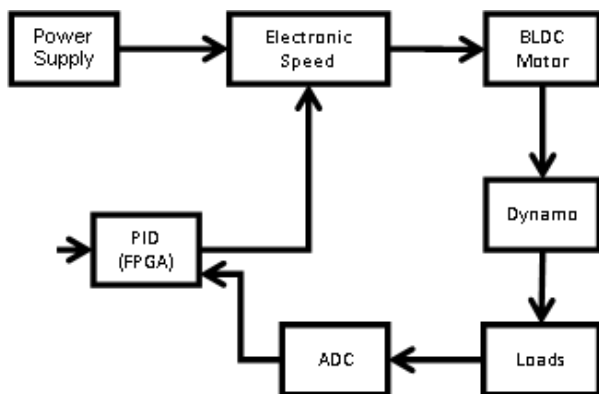 Power
Supply
Electronic
Speed
BLDC
Motor
Dynamo
PID
(FPGA)
ADC
Loads